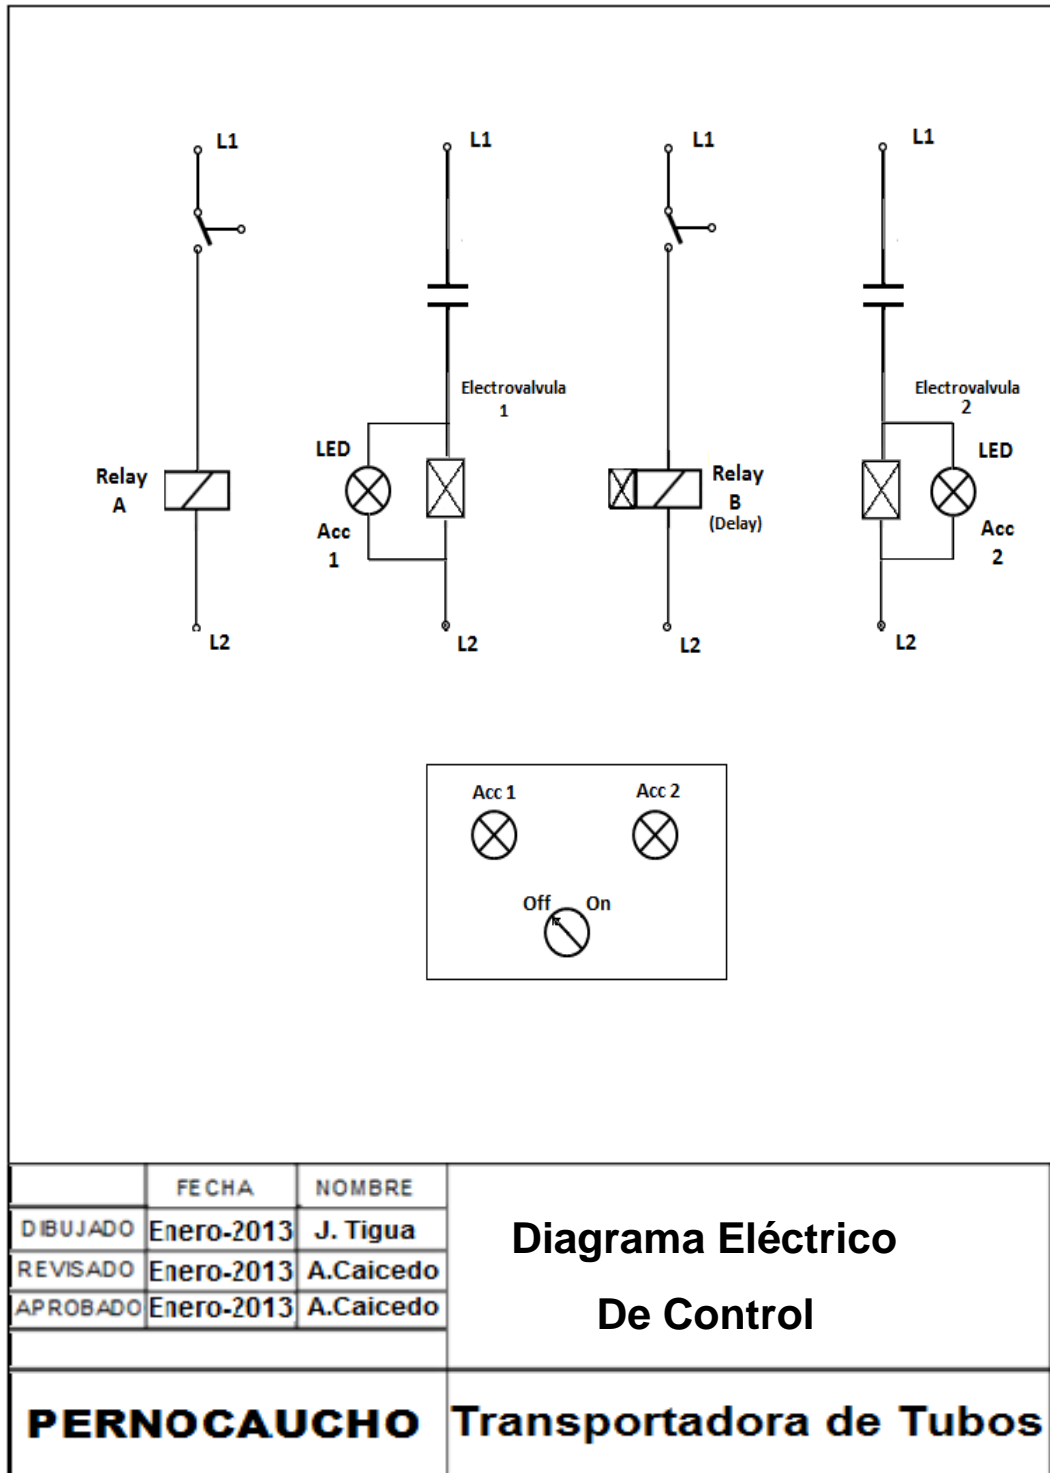 L1
L1
L1
L1
Electrovalvula
1
Electrovalvula
2
LED
LED
Relay
A
Relay
B
(Delay)
Acc
1
Acc
2
L2
L2
L2
L2
Acc 1
Acc 2
Off
On
FECHA
NOMBRE
DIBUJADO
Enero-2013
J. Tigua
REVISADO
Enero-2013
A.Caicedo
APROBADO
Enero-2013
A.Caicedo
Diagrama Eléctrico
De Control
PERNOCAUCHO
Transportadora de Tubos